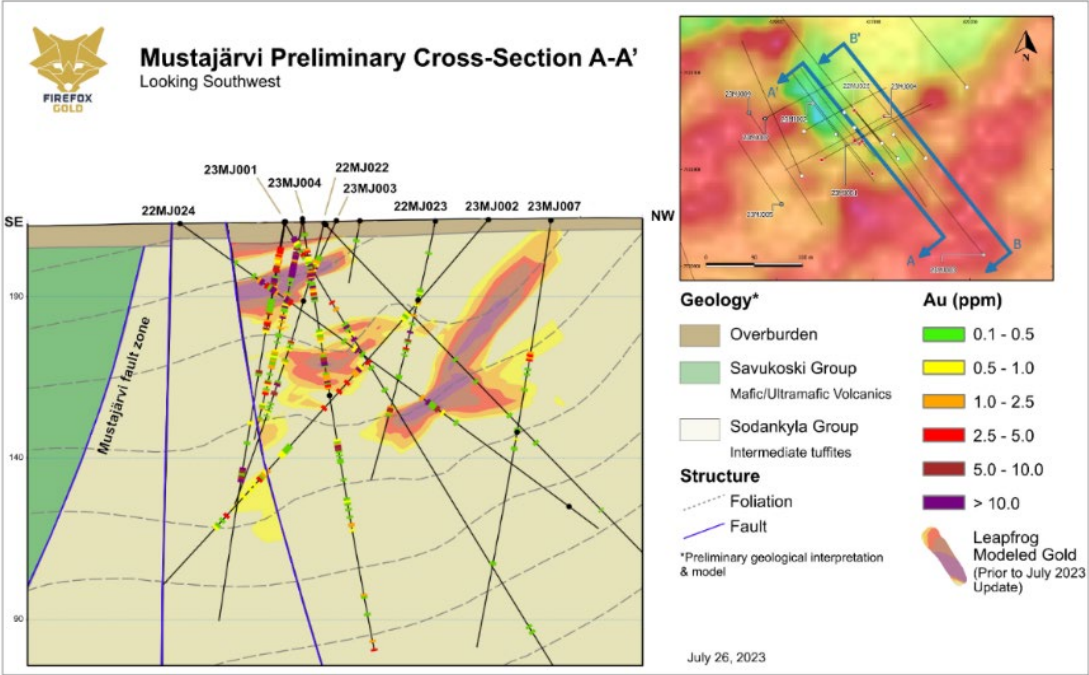 FIREFOX
GOLD
Mustajärvi Preliminary Cross-Section A-A’
Looking Southwest
23MJ001
22MJ022
23MJ004
23MJ003
22MJ024
22MJ023
23MJ002
23MJ007
SE
NW
190
140
90
Mustajärvi fault zone
B'
A'
N
22MJ023
23MJ004
23MJ001
A
B
Geology*
Overburden
Savukoski Group
Mafic/Ultramafic Volcanics
Sodankyla Group
Intermediate tuffites
Structure
Foliation
Fault
*Preliminary geological interpretation
& model
Au (ppm)
0.1 - 0.5
0.5 - 1.0
1.0 - 2.5
2.5 - 5.0
5.0 - 10.0
> 10.0
Leapfrog
Modeled Gold
(Prior to July 2023
Update)
July 26, 2023